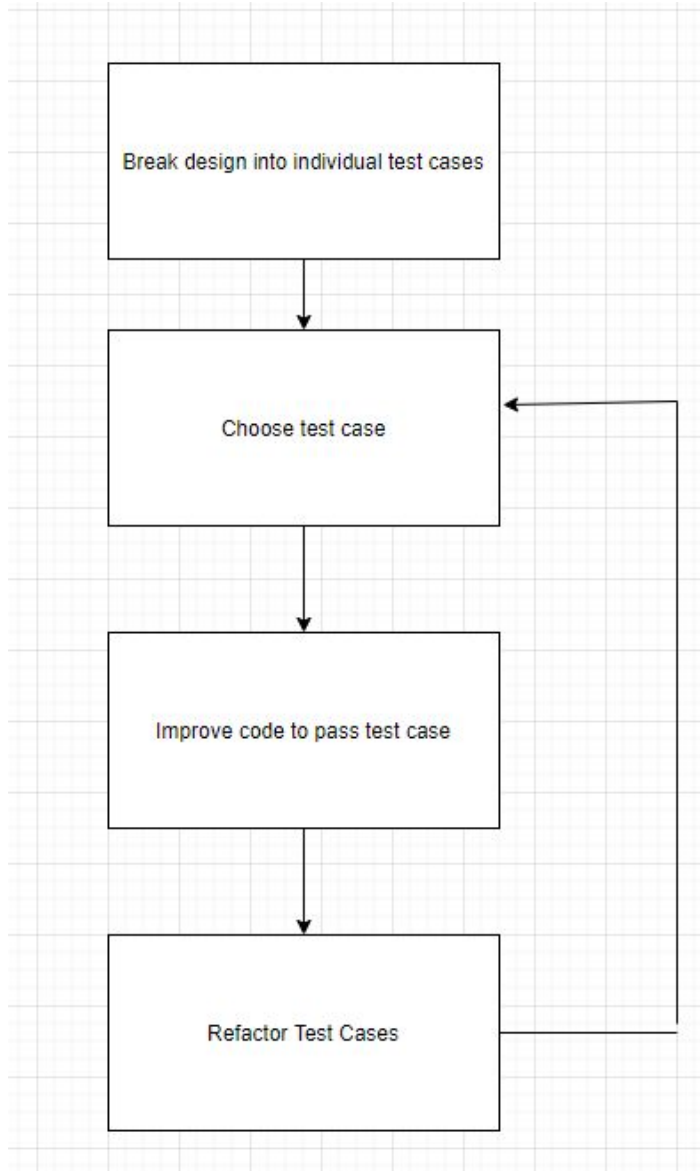 Break design into individual test cases
Choose test case
Improve code to pass test case
Refactor Test Cases